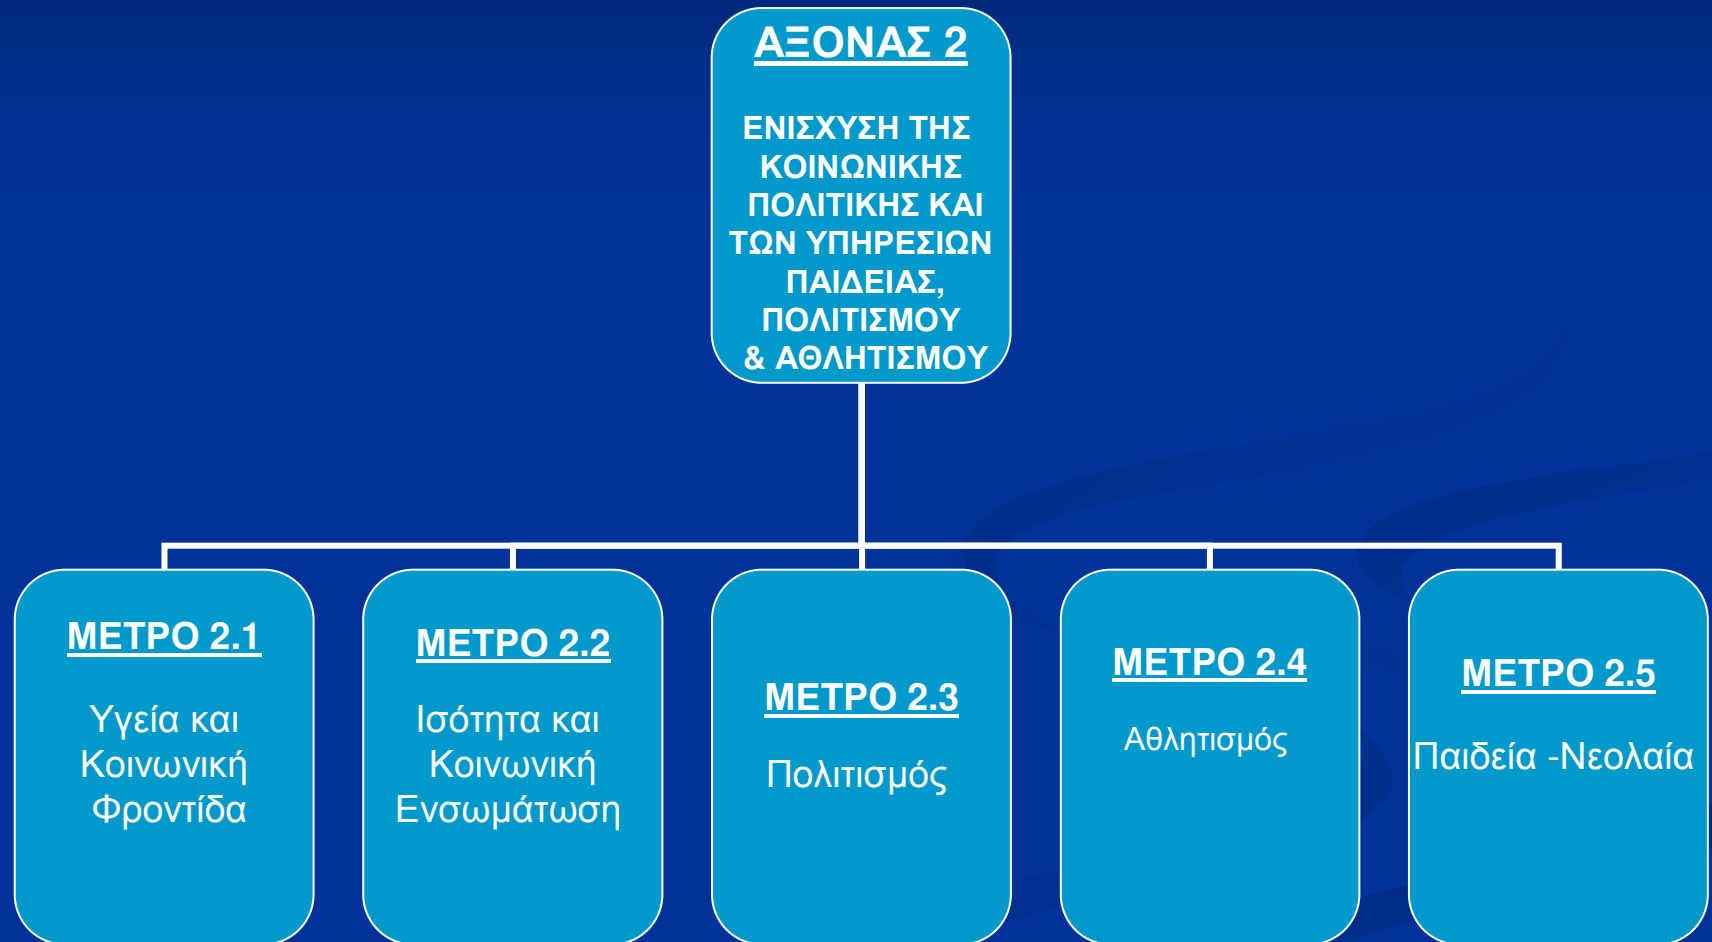 ΑΞΟΝΑΣ 2
ΕΝΙΣΧΥΣΗ ΤΗΣ
ΚΟΙΝΩΝΙΚΗΣ
ΠΟΛΙΤΙΚΗΣ ΚΑΙ
ΤΩΝ ΥΠΗΡΕΣΙΩΝ
ΠΑΙΔΕΙΑΣ,
ΠΟΛΙΤΙΣΜΟΥ
& ΑΘΛΗΤΙΣΜΟΥ
ΜΕΤΡΟ 2.1
Υγεία και
Κοινωνική
Φροντίδα
ΜΕΤΡΟ 2.2
Ισότητα και
Κοινωνική
Ενσωμάτωση
ΜΕΤΡΟ 2.3
Πολιτισμός
ΜΕΤΡΟ 2.4
Αθλητισμός
ΜΕΤΡΟ 2.5
Παιδεία -Νεολαία